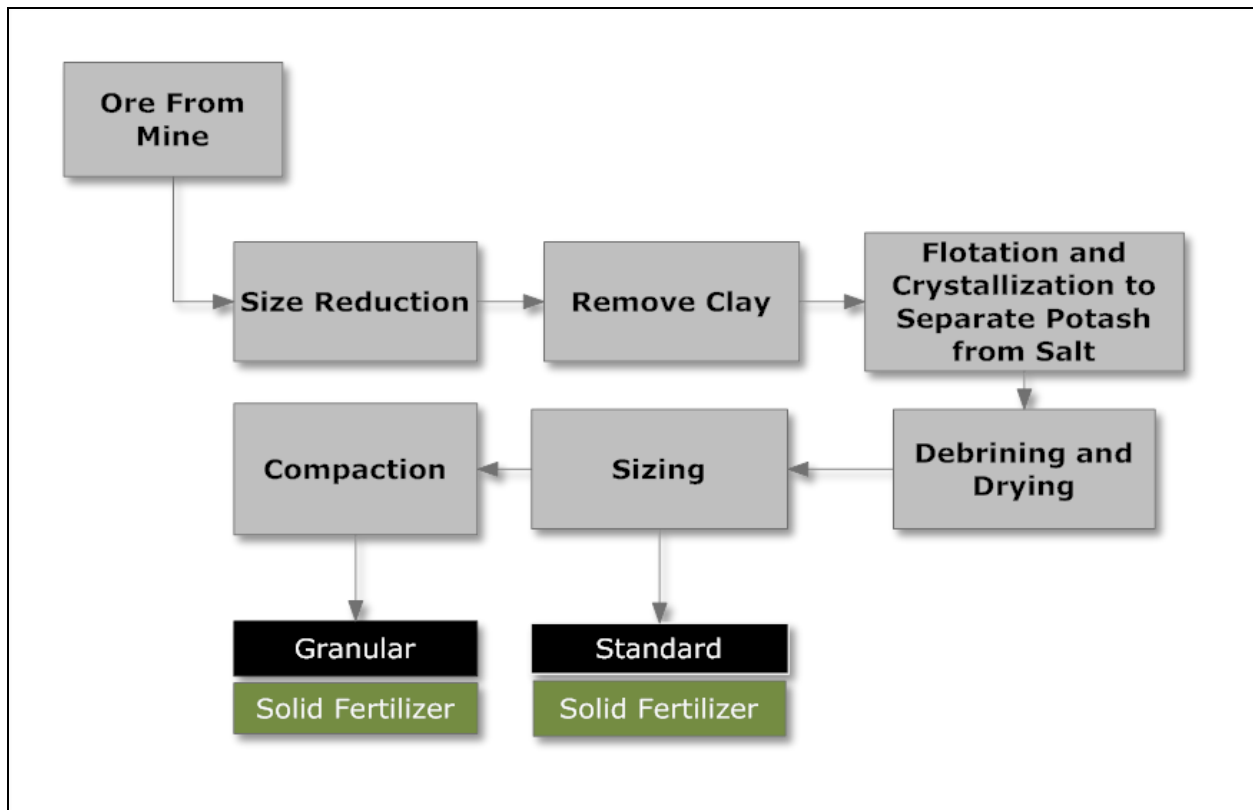 Ore From
Mine
Size Reduction
Remove Clay
Flotation and
Crystallization to
Separate Potash
from Salt
Compaction
Sizing
Debrining and
Drying
Granular
Standard
Solid Fertilizer
Solid Fertilizer